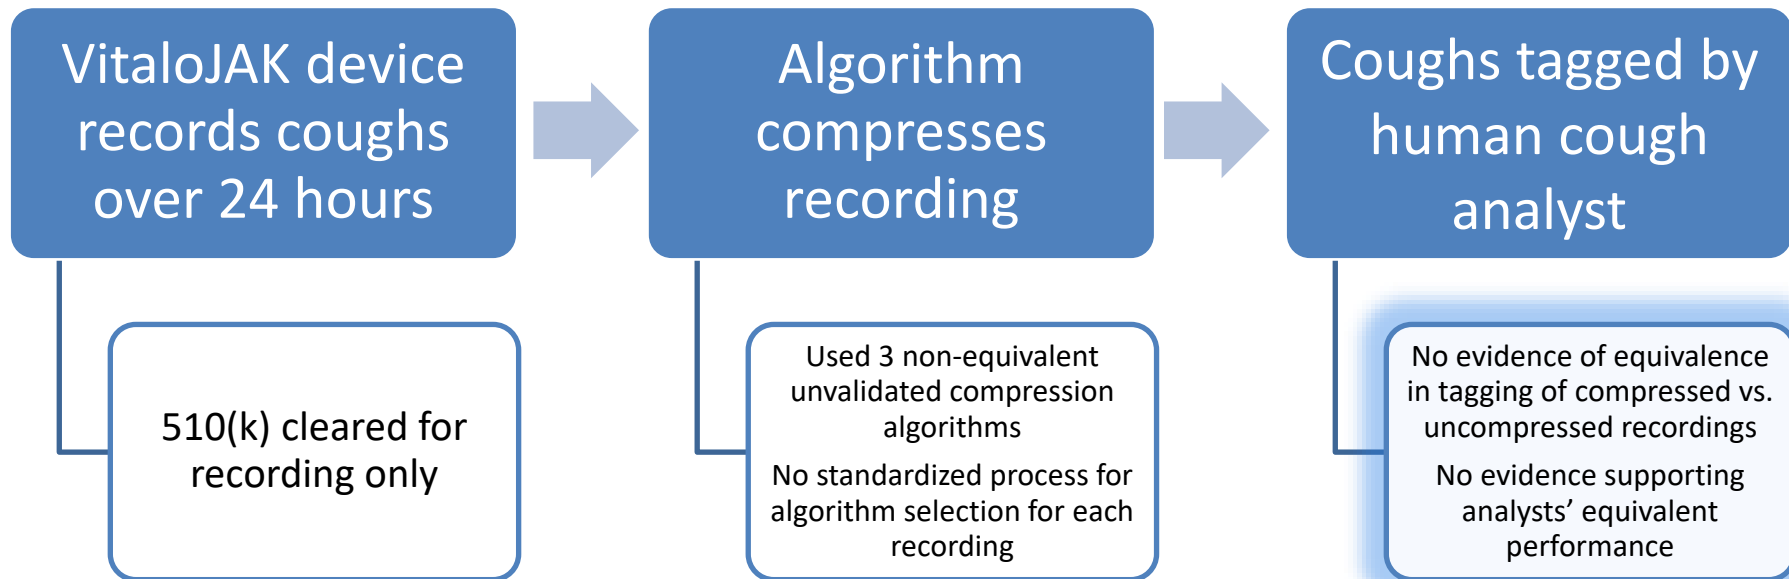 VitaloJAK device
records coughs
over 24 hours
510(k) cleared for
recording only
Algorithm
compresses
recording
Used 3 non-equivalent
unvalidated compression
algorithms
No standardized process for
algorithm selection for each
recording
Coughs tagged by
human cough
analyst
No evidence of equivalence
in tagging of compressed vs.
uncompressed recordings
No evidence supporting
analysts’ equivalent
performance